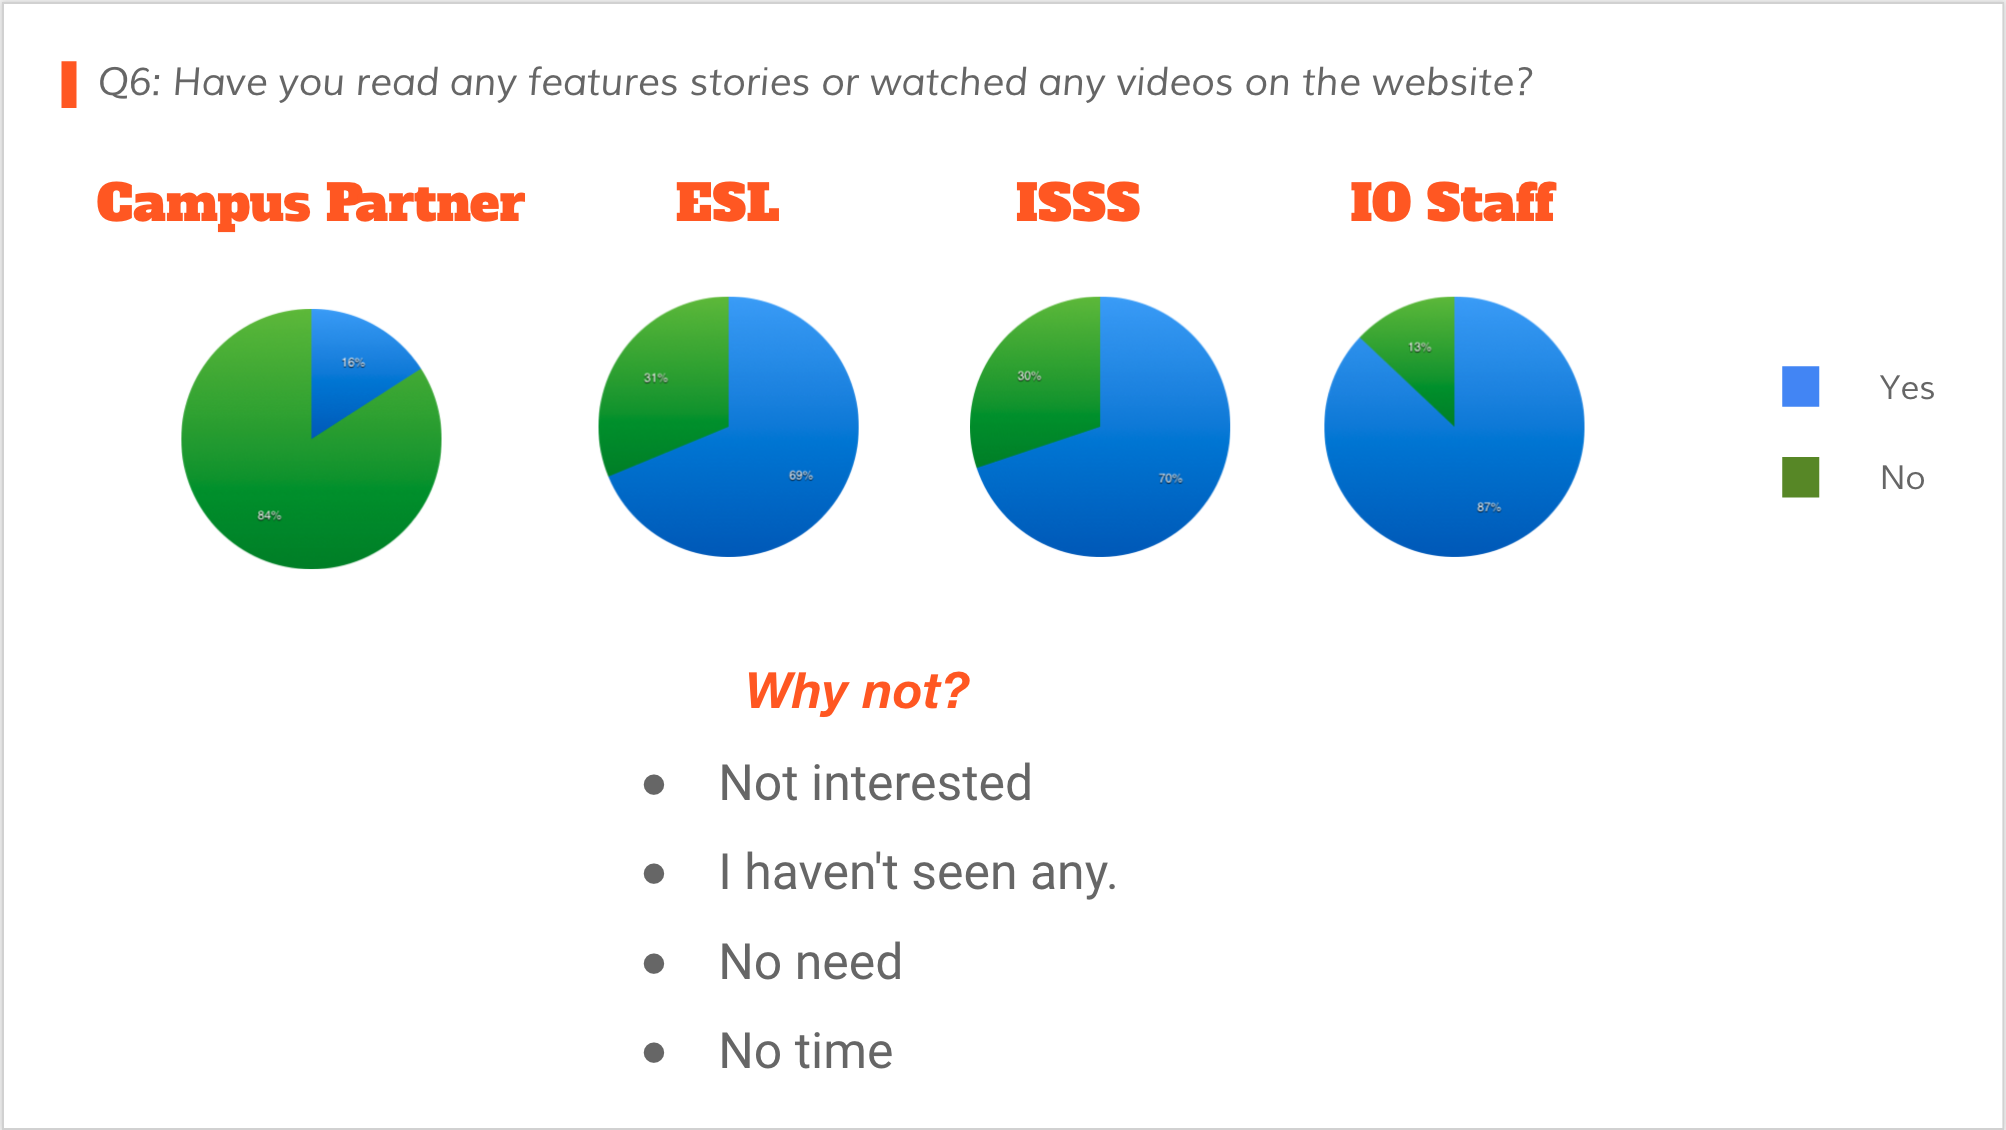 Q6: Have you read any features stories or watched any videos on the website?
Campus Partner
ESL
ISSS
IO Staff
16%
84%
31%
69%
30%
70%
13%
87%
Yes
No
Why not?
● Not interested
● I haven't seen any.
● No need
● No time